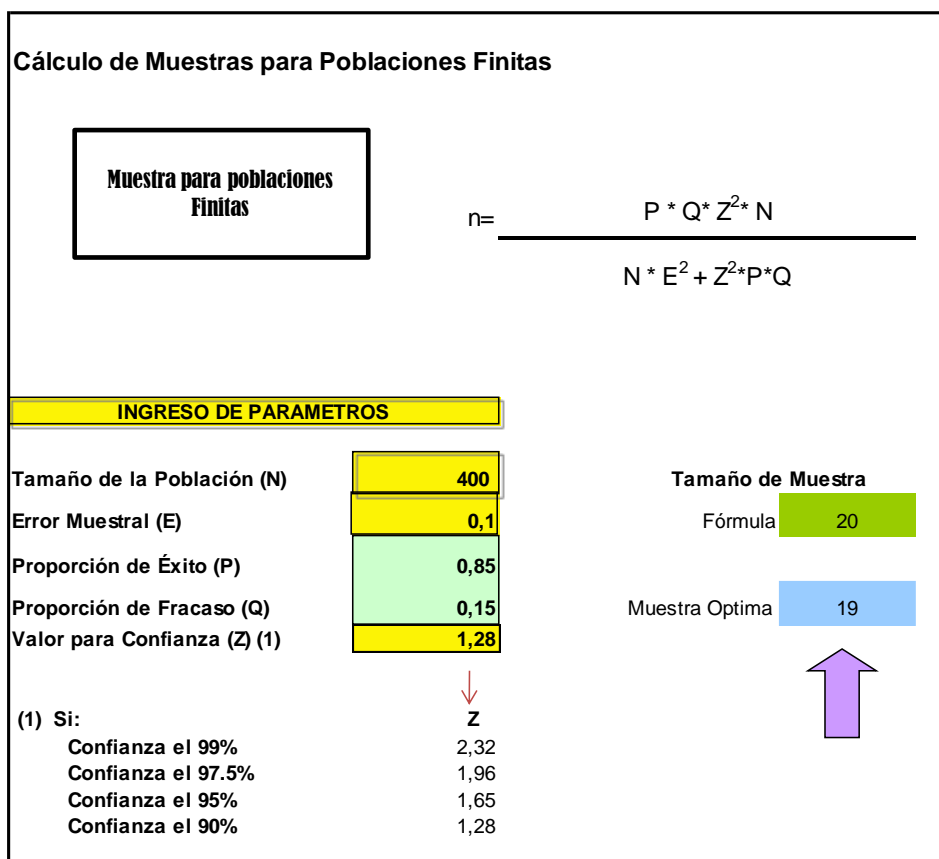 Cálculo de Muestras para Poblaciones Finitas
Muestra para poblaciones
Finitas
n=
P * Q* Z²* N
N * E² + Z²*P*Q
INGRESO DE PARAMETROS
Tamaño de la Población (N) 400 Tamaño de Muestra
Error Muestral (E) 0,1 Fórmula 20
Proporción de Éxito (P) 0,85
Proporción de Fracaso (Q) 0,15 Muestra Optima 19
Valor para Confianza (Z) (1) 1,28
(1) Si: Z
Confianza el 99% 2,32
Confianza el 97.5% 1,96
Confianza el 95% 1,65
Confianza el 90% 1,28